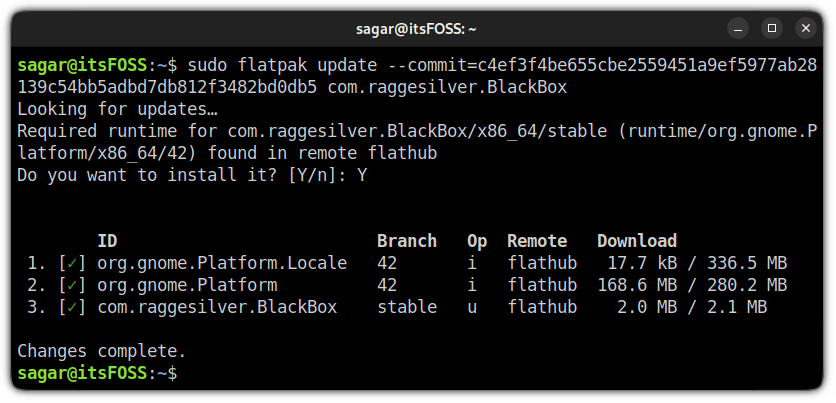 sagar@itsFOSS: ~
sagar@itsFOSS:~$ sudo flatpak update --commit=c4ef3f4be655cbe2559451a9ef5977ab28
139c54bb5adbd7db812f3482bd0db5 com.raggesilver.BlackBox
Looking for updates…
Required runtime for com.raggesilver.BlackBox/x86_64/stable (runtime/org.gnome.P
latform/x86_64/42) found in remote flathub
Do you want to install it? [Y/n]: Y
ID Branch Op Remote Download
1. [✓] org.gnome.Platform.Locale 42 i flathub 17.7 kB / 336.5 MB
2. [✓] org.gnome.Platform 42 i flathub 168.6 MB / 280.2 MB
3. [✓] com.raggesilver.BlackBox stable u flathub 2.0 MB / 2.1 MB
Changes complete.
sagar@itsFOSS:~$